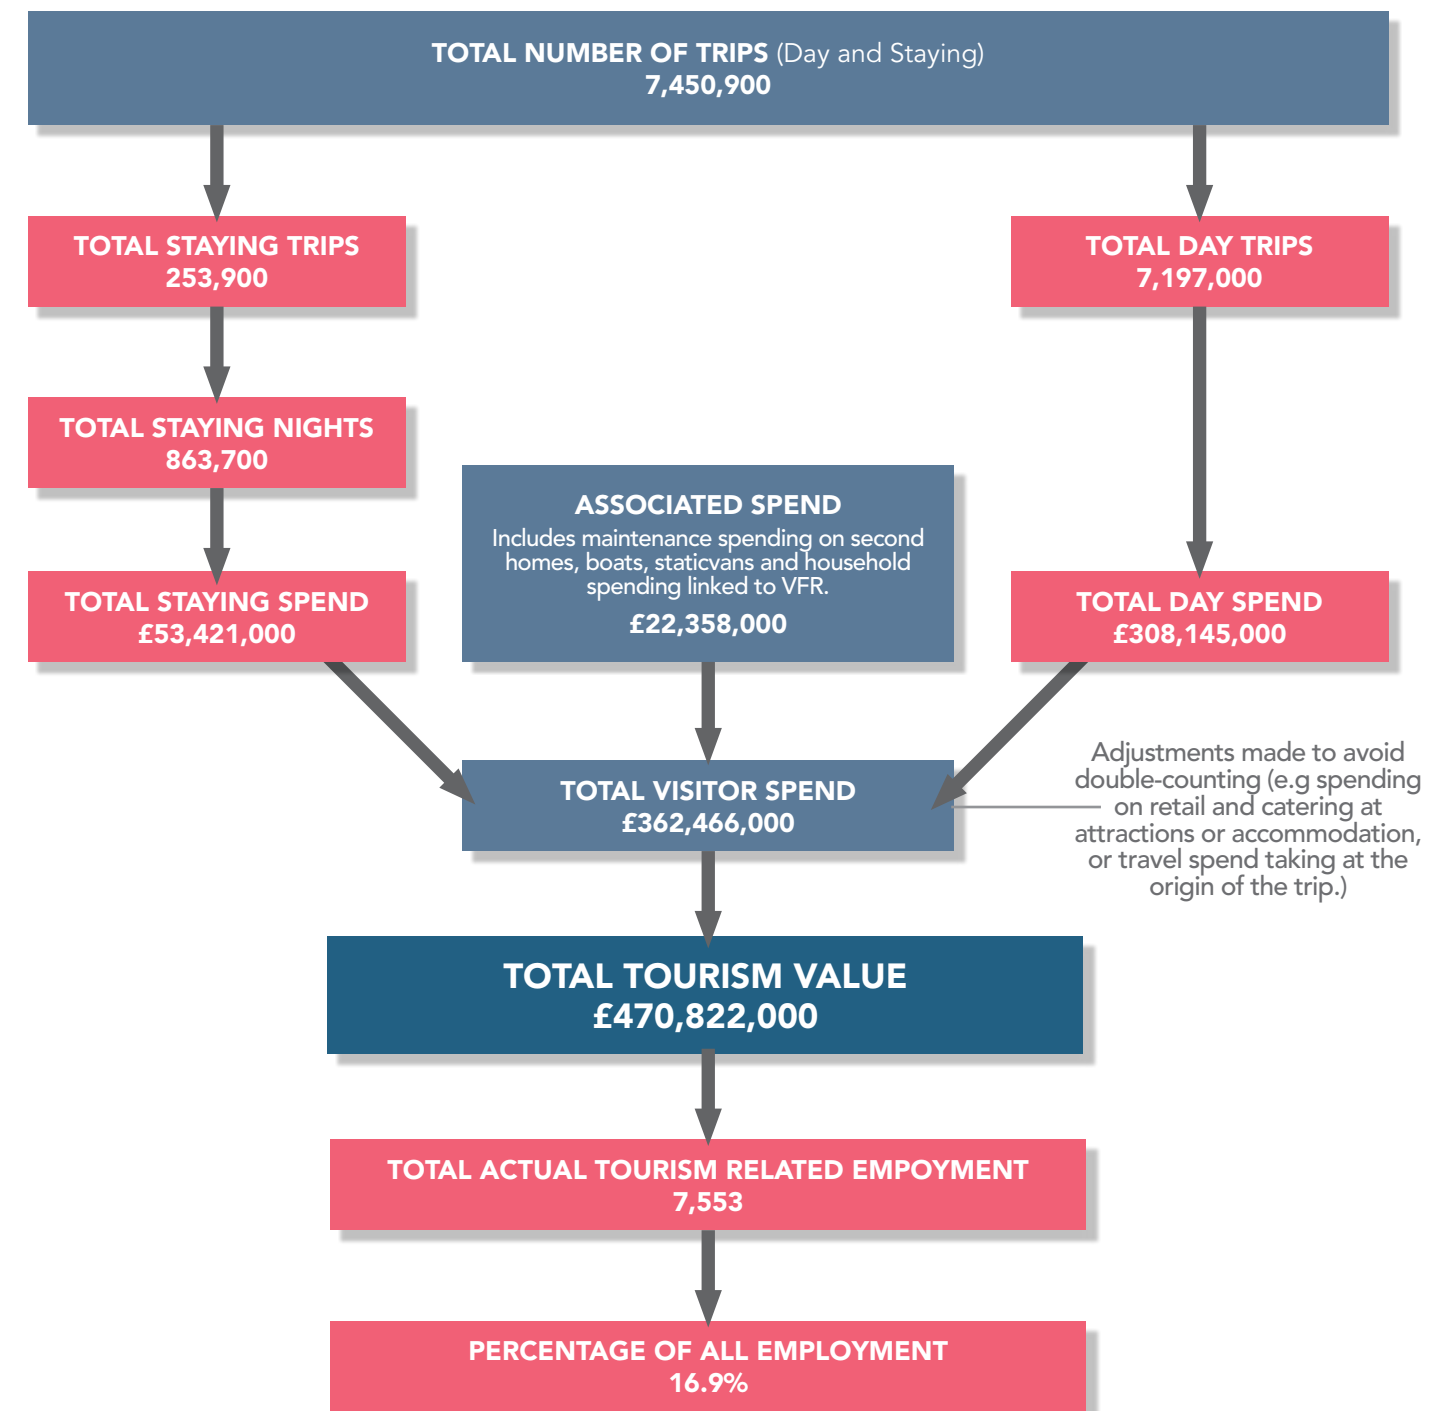 TOTAL NUMBER OF TRIPS (Day and Staying)
7,450,900
TOTAL STAYING TRIPS
253,900
TOTAL DAY TRIPS
7,197,000
TOTAL STAYING NIGHTS
863,700
ASSOCIATED SPEND
Includes maintenance spending on second
homes, boats, staticvans and household
spending linked to VFR.
£22,358,000
TOTAL STAYING SPEND
£53,421,000
TOTAL DAY SPEND
£308,145,000
TOTAL VISITOR SPEND
£362,466,000
Adjustments made to avoid
double-counting (e.g spending
on retail and catering at
attractions or accommodation,
or travel spend taking at the
origin of the trip.)
TOTAL TOURISM VALUE
£470,822,000
TOTAL ACTUAL TOURISM RELATED EMPOYMENT
7,553
PERCENTAGE OF ALL EMPLOYMENT
16.9%